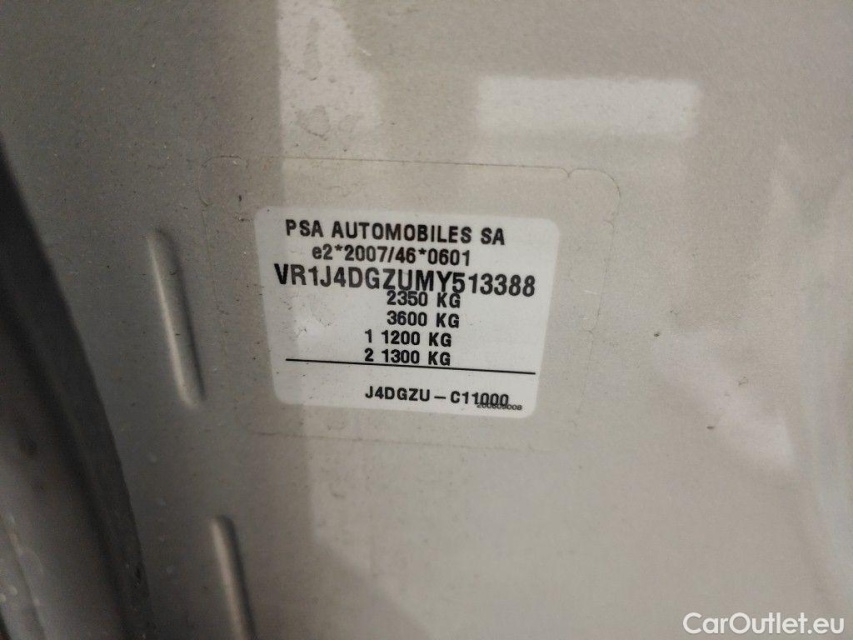 PSA AUTOMOBILES SA
e2*2007/46*0601
VR1J4DGZUMY513388
2350 KG
3600 KG
1 1200 KG
2 1300 KG
J4DGZU - C11000
CarOutlet.eu